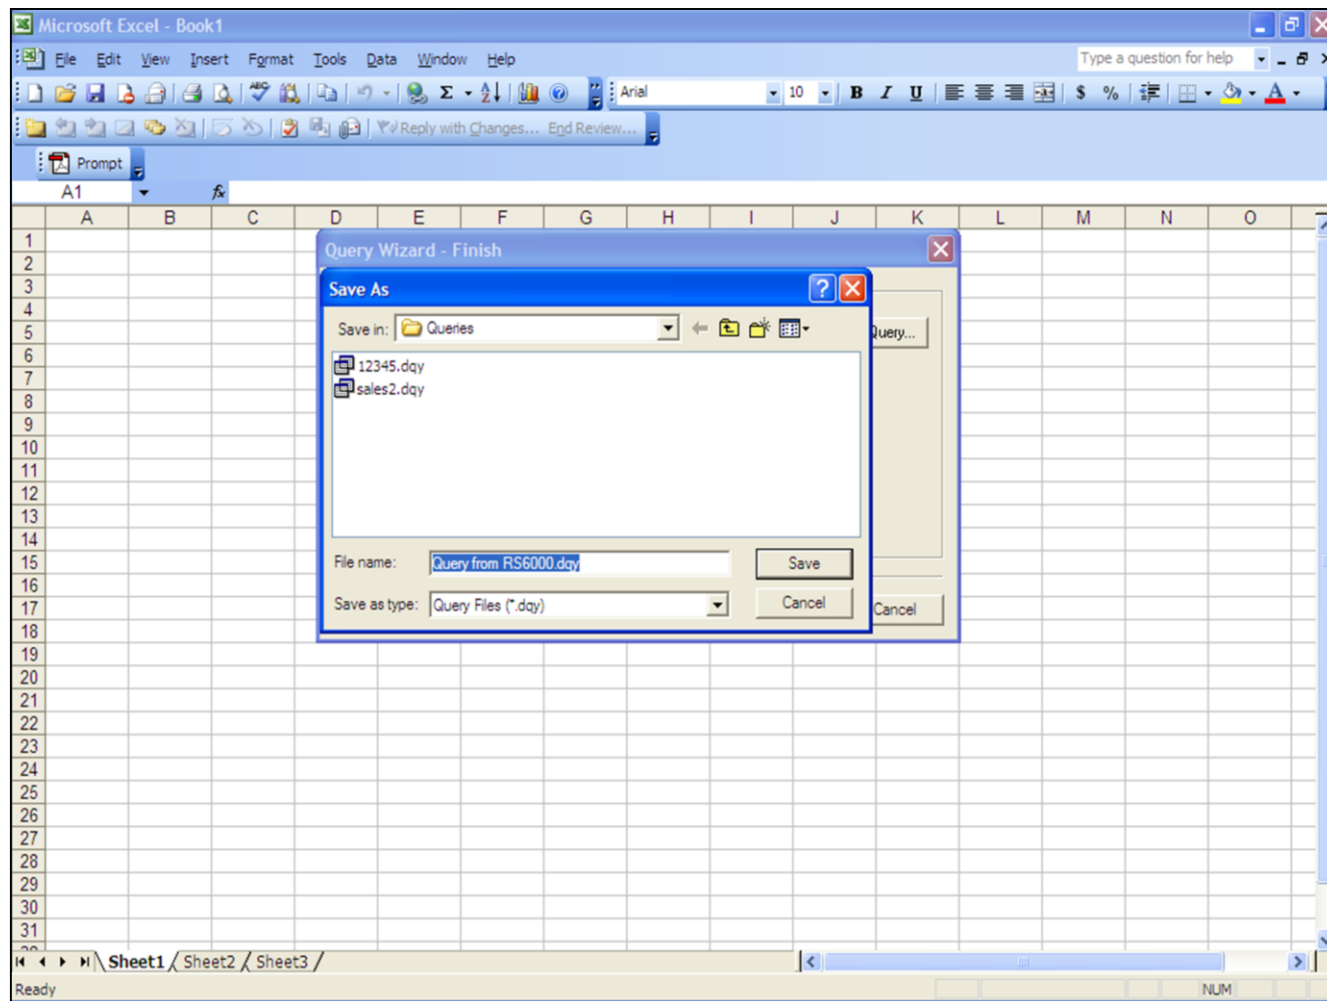 Microsoft Excel - Book1
File Edit View Insert Format Tools Data Window Help Type a question for help
Arial 10 B I U $ %
Reply with Changes... End Review...
Prompt
A1 fx
A B C D E F G H I J K L M N O
1
2
3
4
5
6
7
8
9
10
11
12
13
14
15
16
17
18
19
20
21
22
23
24
25
26
27
28
29
30
31
Query Wizard - Finish
Save As
Save in: Queries
Query...
12345.dqy
sales2.dqy
File name: Query from RS6000.dqy Save
Save as type: Query Files (*.dqy) Cancel
Cancel
Sheet1 Sheet2 Sheet3
Ready NUM